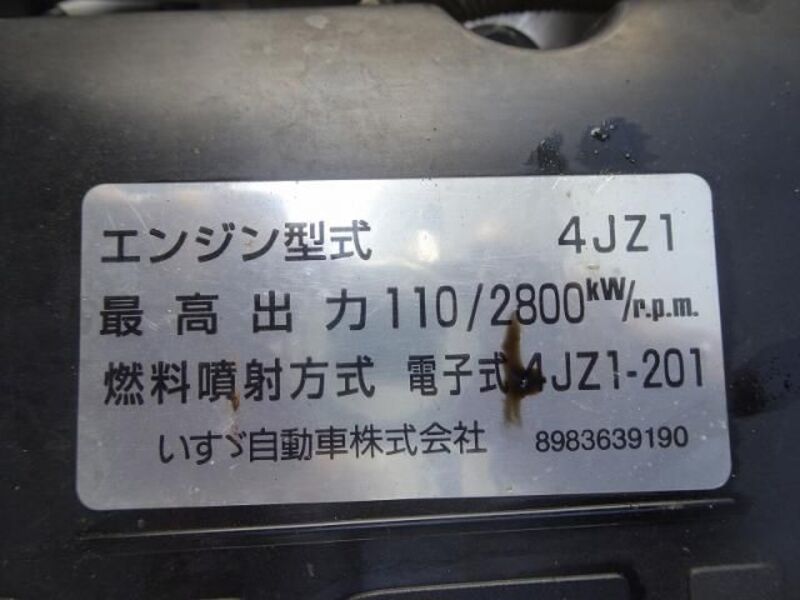 エンジン型式 4JZ1
最高出力 110/2800kW/r.p.m.
燃料噴射方式 電子式 4JZ1-201
いすゞ自動車株式会社 8983639190